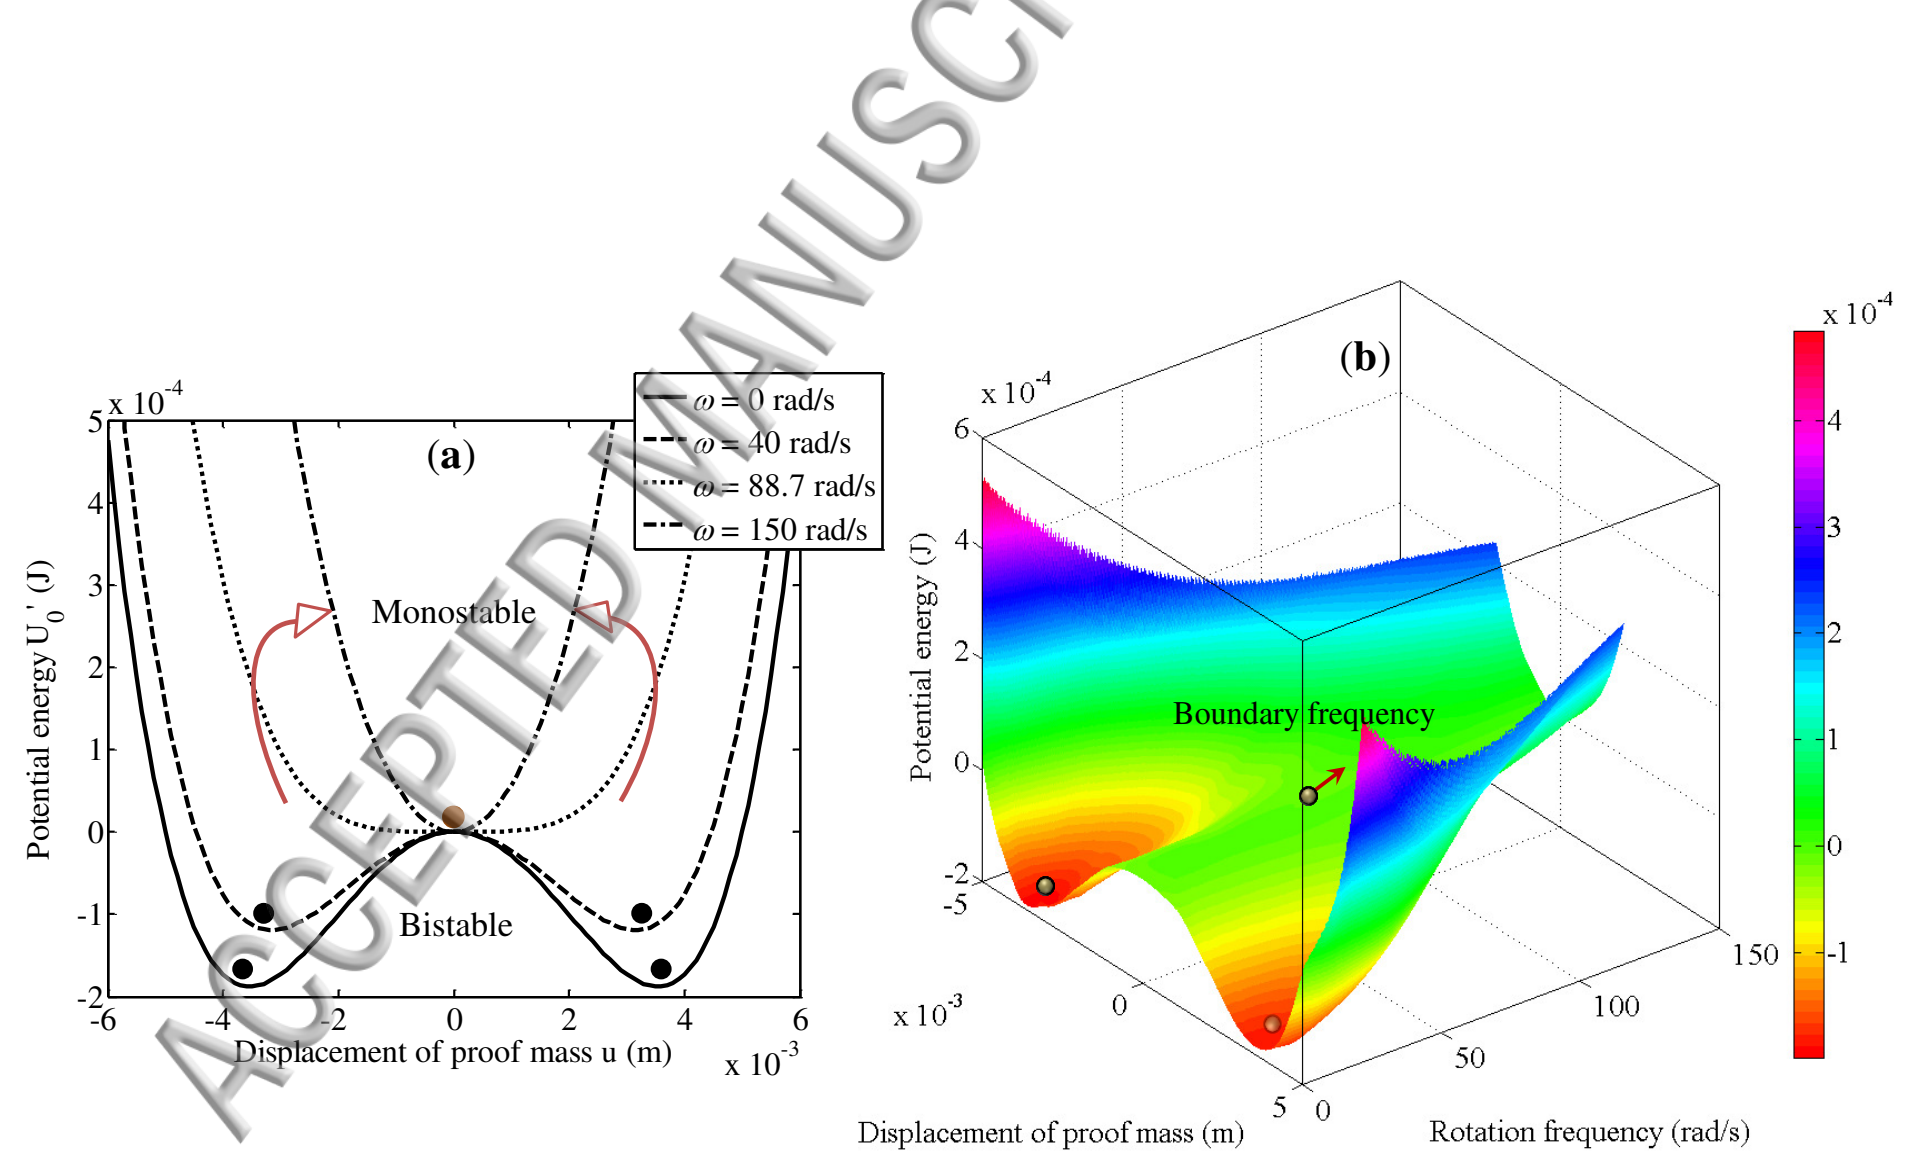 ACCEPTED MANUSCR
x 10^-4
(a)
5
4
3
2
1
0
-1
-2
Potential energy U_0' (J)
ω = 0 rad/s
ω = 40 rad/s
ω = 88.7 rad/s
ω = 150 rad/s
Monostable
Bistable
-6 -4 -2 0 2 4 6
Displacement of proof mass u (m)
x 10^-3
(b)
x 10^-4
6
4
2
0
-2
Potential energy (J)
Boundary frequency
-5
0
5
x 10^-3
Displacement of proof mass (m)
0
50
100
150
Rotation frequency (rad/s)
x 10^-4
4
3
2
1
0
-1